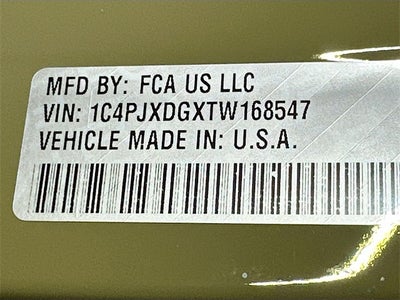 MFD BY: FCA US LLC
VIN: 1C4PJXDGXTW168547
VEHICLE MADE IN: U.S.A.